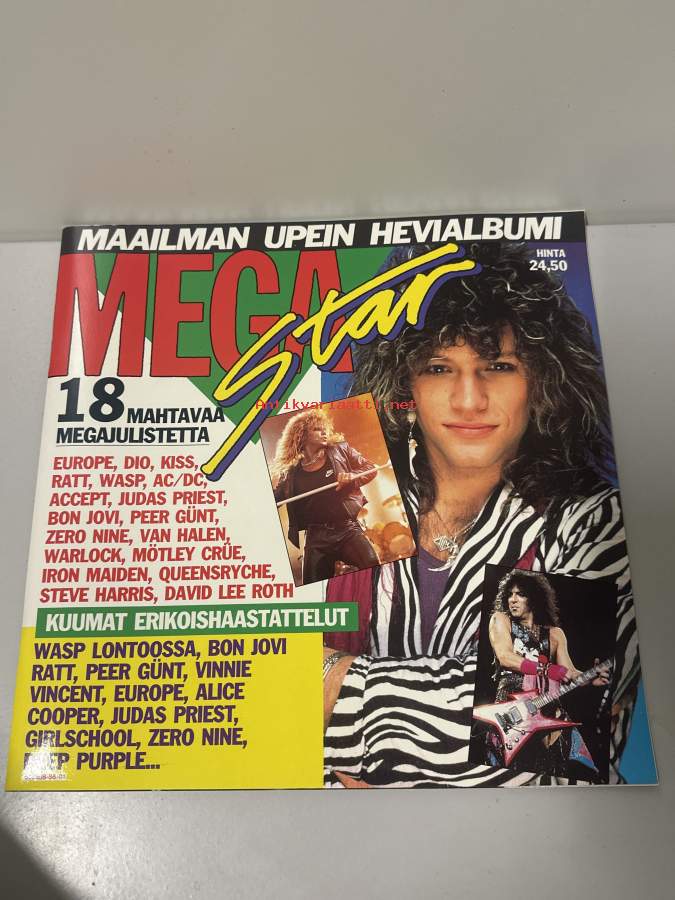 MAAILMAN UPEIN HEVIALBUMI
HINTA
24,50
MEGA
Star
18 MAHTAVAA
MEGAJULISTETTA
Antikvariaatti.net
EUROPE, DIO, KISS,
RATT, WASP, AC/DC,
ACCEPT, JUDAS PRIEST,
BON JOVI, PEER GÜNT,
ZERO NINE, VAN HALEN,
WARLOCK, MÖTLEY CRÜE,
IRON MAIDEN, QUEENSRYCHE,
STEVE HARRIS, DAVID LEE ROTH
KUUMAT ERIKOISHAASTATTELUT
WASP LONTOOSSA, BON JOVI
RATT, PEER GÜNT, VINNIE
VINCENT, EUROPE, ALICE
COOPER, JUDAS PRIEST,
GIRLSCHOOL, ZERO NINE,
DEEP PURPLE...